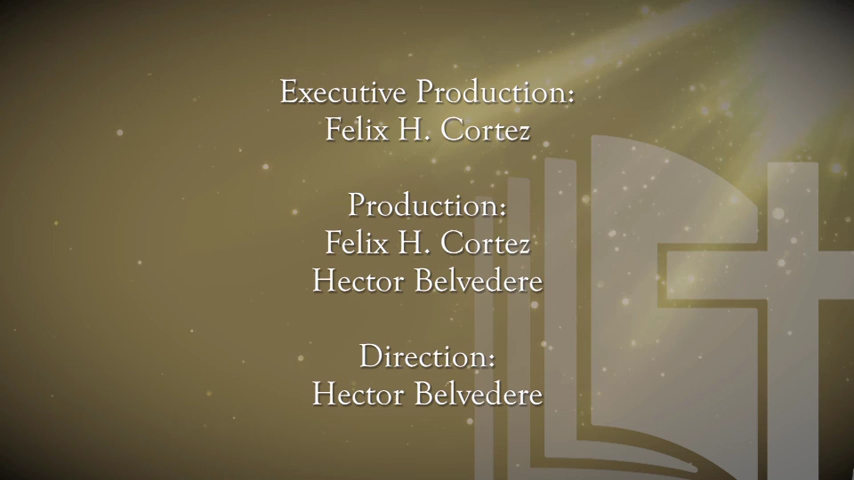 Executive Production:
Felix H. Cortez
Production:
Felix H. Cortez
Hector Belvedere
Direction:
Hector Belvedere